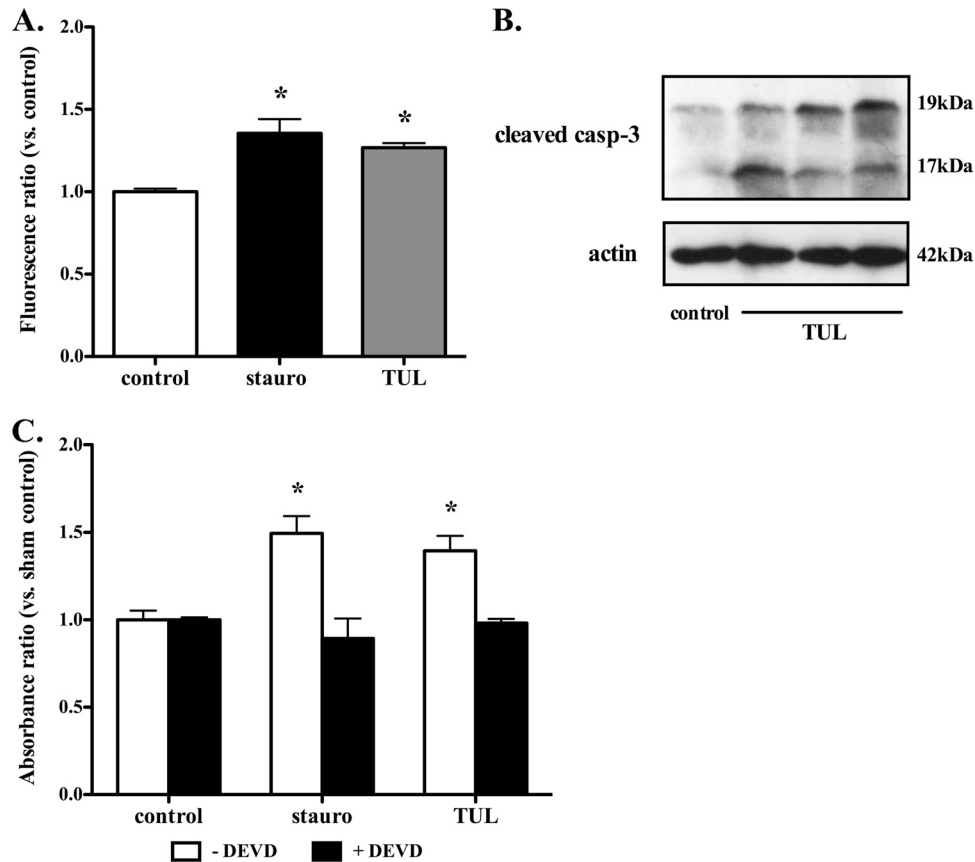 A.
Fluorescence ratio (vs. control)
2.0
1.5
1.0
0.5
0.0
*
*
control stauro TUL
B.
cleaved casp-3
19kDa
17kDa
actin
42kDa
control
TUL
C.
Absorbance ratio (vs. sham control)
2.0
1.5
1.0
0.5
0.0
*
*
control stauro TUL
- DEVD + DEVD